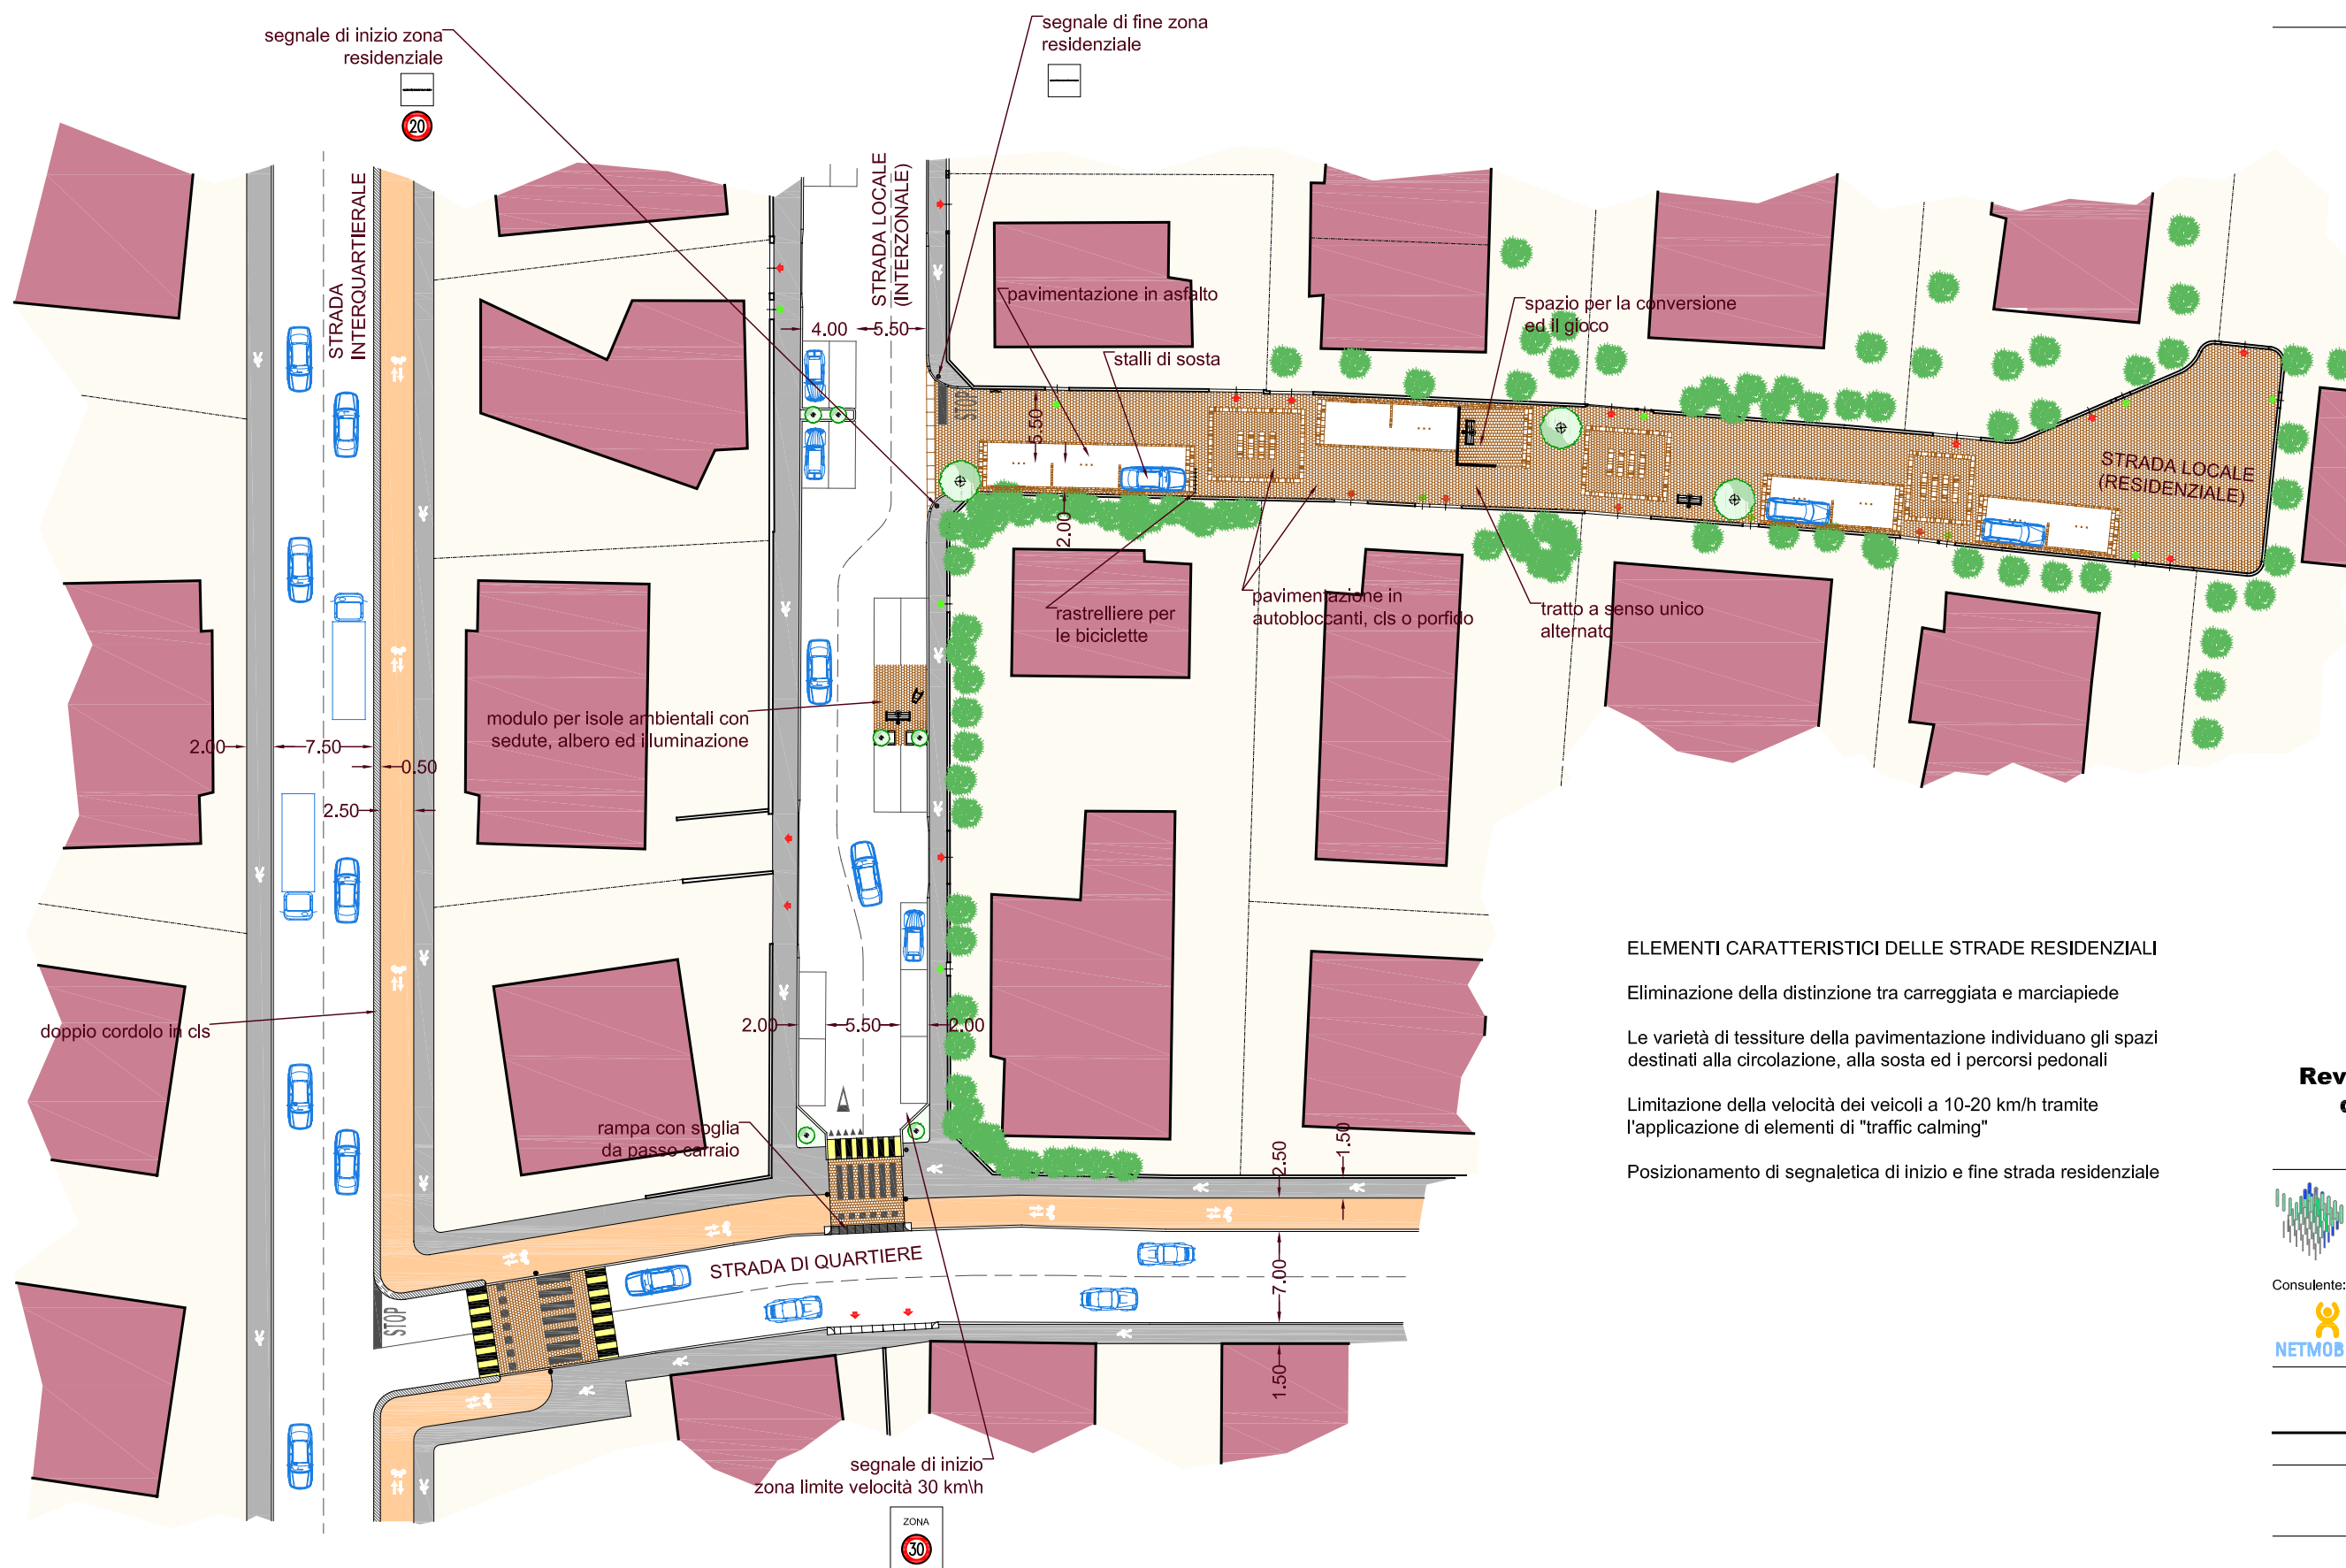 segnale di inizio zona
residenziale
20
segnale di fine zona
residenziale
STRADA
INTERQUARTIERALE
STRADA LOCALE
(INTERZONALE)
4.00
5.50
pavimentazione in asfalto
stalli di sosta
spazio per la conversione
ed il gioco
STOP
5.50
2.00
STRADA LOCALE
(RESIDENZIALE)
rastrelliere per
le biciclette
pavimentazione in
autobloccanti, cls o porfido
tratto a senso unico
alternato
modulo per isole ambientali con
sedute, albero ed illuminazione
2.00
7.50
0.50
2.50
doppio cordolo in cls
2.00
5.50
2.00
rampa con soglia
da passo carraio
2.50
1.50
STRADA DI QUARTIERE
7.00
1.50
STOP
segnale di inizio
zona limite velocità 30 km\h
ZONA
30
ELEMENTI CARATTERISTICI DELLE STRADE RESIDENZIALI
Eliminazione della distinzione tra carreggiata e marciapiede
Le varietà di tessiture della pavimentazione individuano gli spazi
destinati alla circolazione, alla sosta ed i percorsi pedonali
Limitazione della velocità dei veicoli a 10-20 km/h tramite
l'applicazione di elementi di "traffic calming"
Posizionamento di segnaletica di inizio e fine strada residenziale
Rev
Consulente:
NETMOB